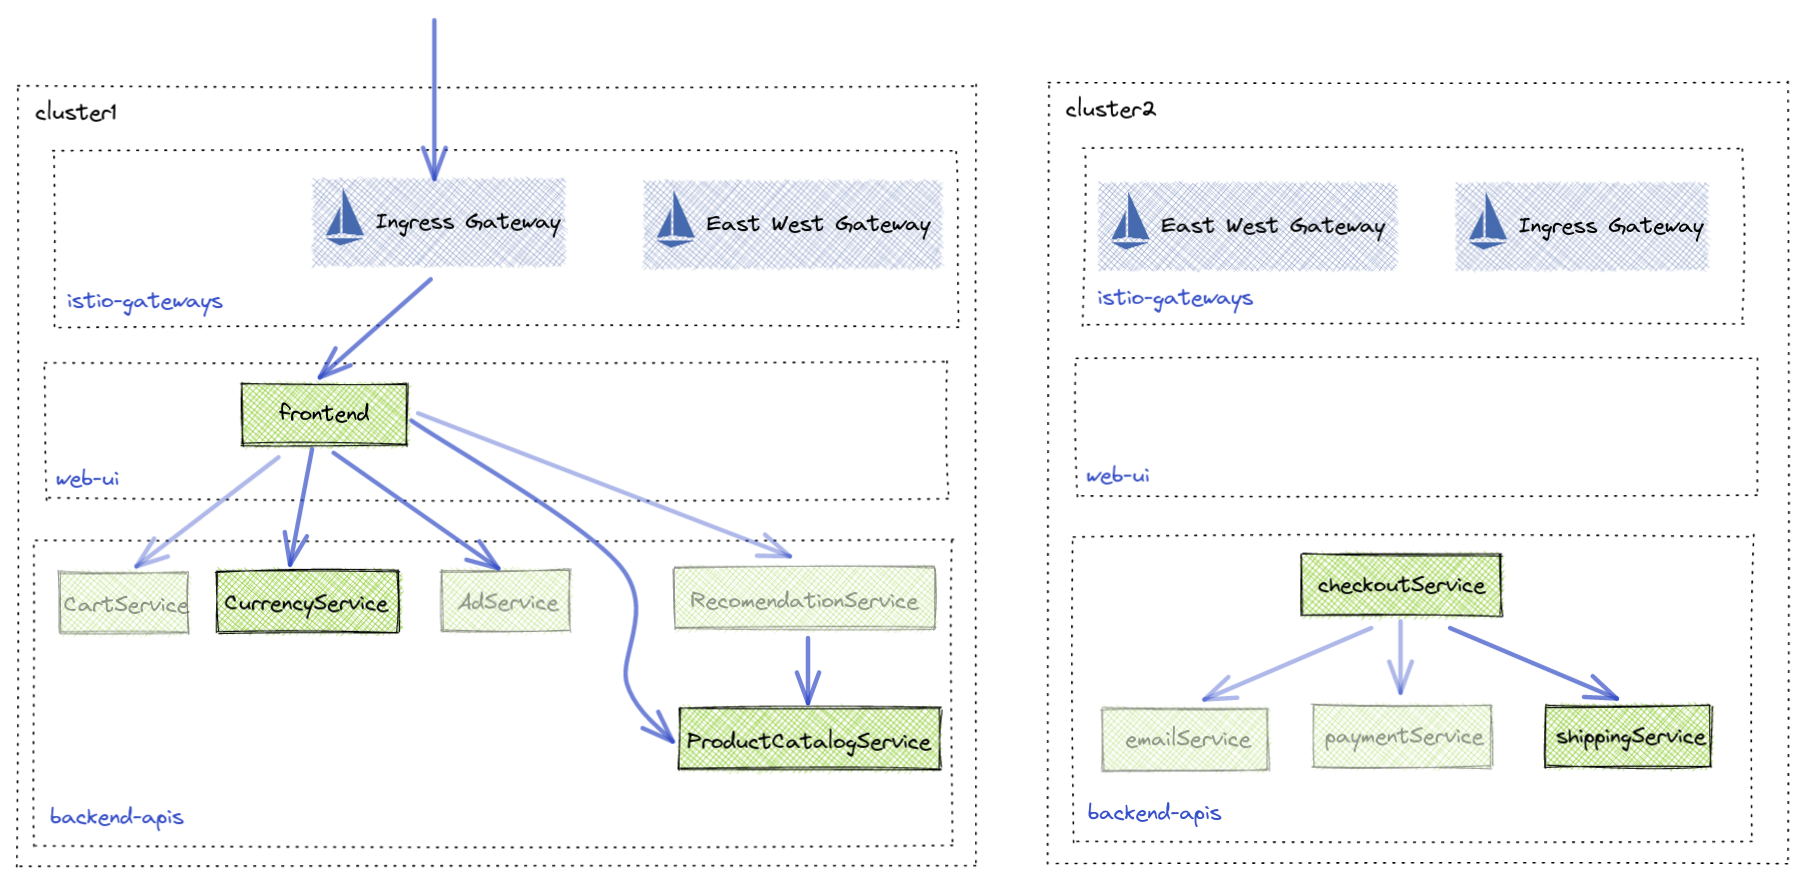 cluster1
Ingress Gateway
East West Gateway
istio-gateways
frontend
web-ui
CartService
CurrencyService
AdService
RecomendationService
ProductCatalogService
backend-apis
cluster2
East West Gateway
Ingress Gateway
istio-gateways
web-ui
checkoutService
emailService
paymentService
shippingService
backend-apis